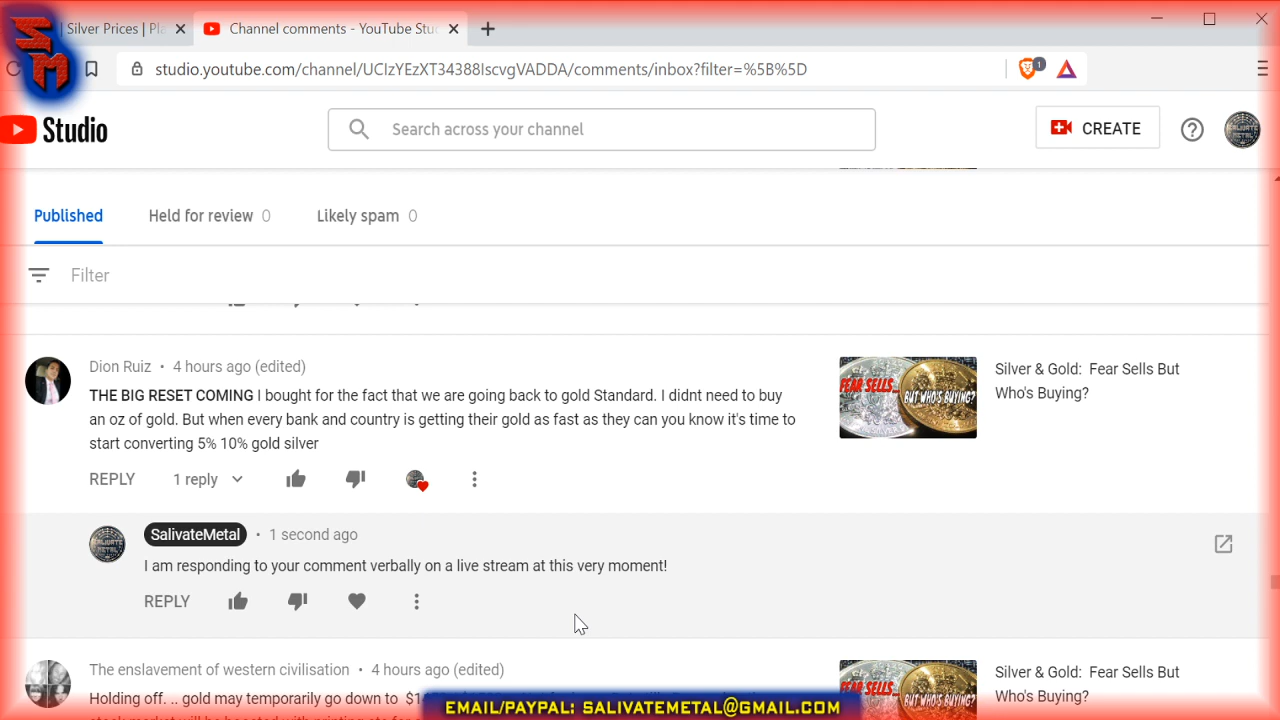 SM
Silver Prices | Pla
Channel comments - YouTube Stu
studio.youtube.com/channel/UClzYEzXT34388lscvgVADDA/comments/inbox?filter=%5B%5D
1
Studio
Search across your channel
CREATE
Published
Held for review 0
Likely spam 0
Filter
Dion Ruiz • 4 hours ago (edited)
THE BIG RESET COMING I bought for the fact that we are going back to gold Standard. I didnt need to buy
an oz of gold. But when every bank and country is getting their gold as fast as they can you know it's time to
start converting 5% 10% gold silver
REPLY 1 reply
FEAR SELLS...
BUT WHO'S BUYING?
Silver & Gold: Fear Sells But
Who's Buying?
SalivateMetal • 1 second ago
I am responding to your comment verbally on a live stream at this very moment!
REPLY
The enslavement of western civilisation • 4 hours ago (edited)
Holding off. .. gold may temporarily go down to
Silver & Gold: Fear Sells But
Who's Buying?
EMAIL/PAYPAL: SALIVATEMETAL@GMAIL.COM